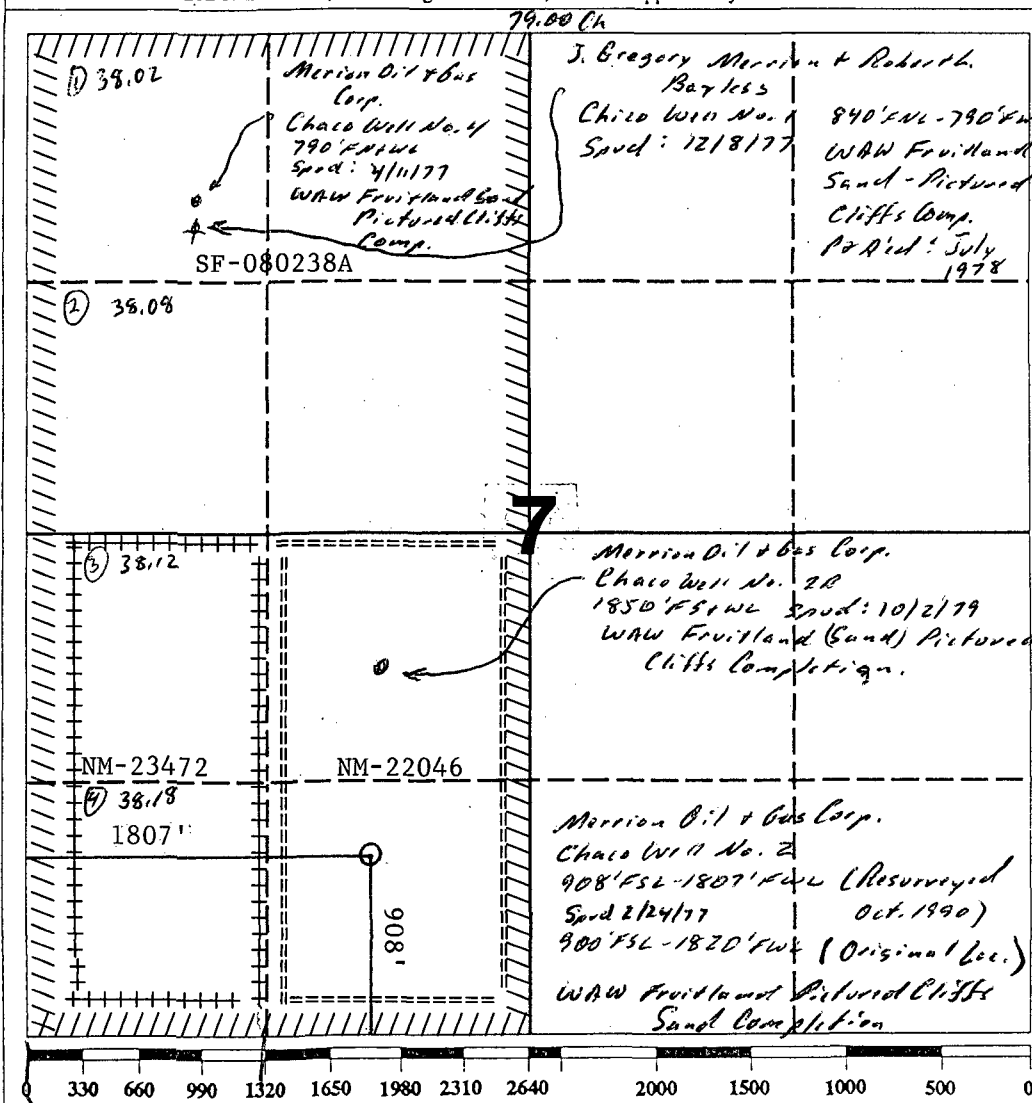 79.00 Ch
① 38.02
Merion Oil + Gas
Corp.
Chaco Well No. 4
790' FN+WL
Spud: 4/11/77
WAW Fruitland Sand
Pictured Cliffs
Comp.
SF-080238A
J. Gregory Merrion + Robert L.
Bayless
Chico Well No. 1
Spud: 12/8/77
840' FNL-790' FW
WAW Fruitland
Sand - Pictured
Cliffs Comp.
P&A'ed: July
1978
② 38.08
7
③ 38.12
Merrion Oil + Gas Corp.
Chaco Well No. 2R
1850' FS+WL Spud: 10/2/79
WAW Fruitland (Sand) Pictured
Cliffs Completion.
NM-23472
NM-22046
④ 38.18
1807'
908'
Merrion Oil + Gas Corp.
Chaco Well No. 2
908' FSL-1807' FWL (Resurveyed
Oct. 1990)
Spud 2/24/77
900' FSL-1820' FWL (Original Loc.)
WAW Fruitland Pictured Cliffs
Sand Completion
0 330 660 990 1320 1650 1980 2310 2640 2000 1500 1000 500 0